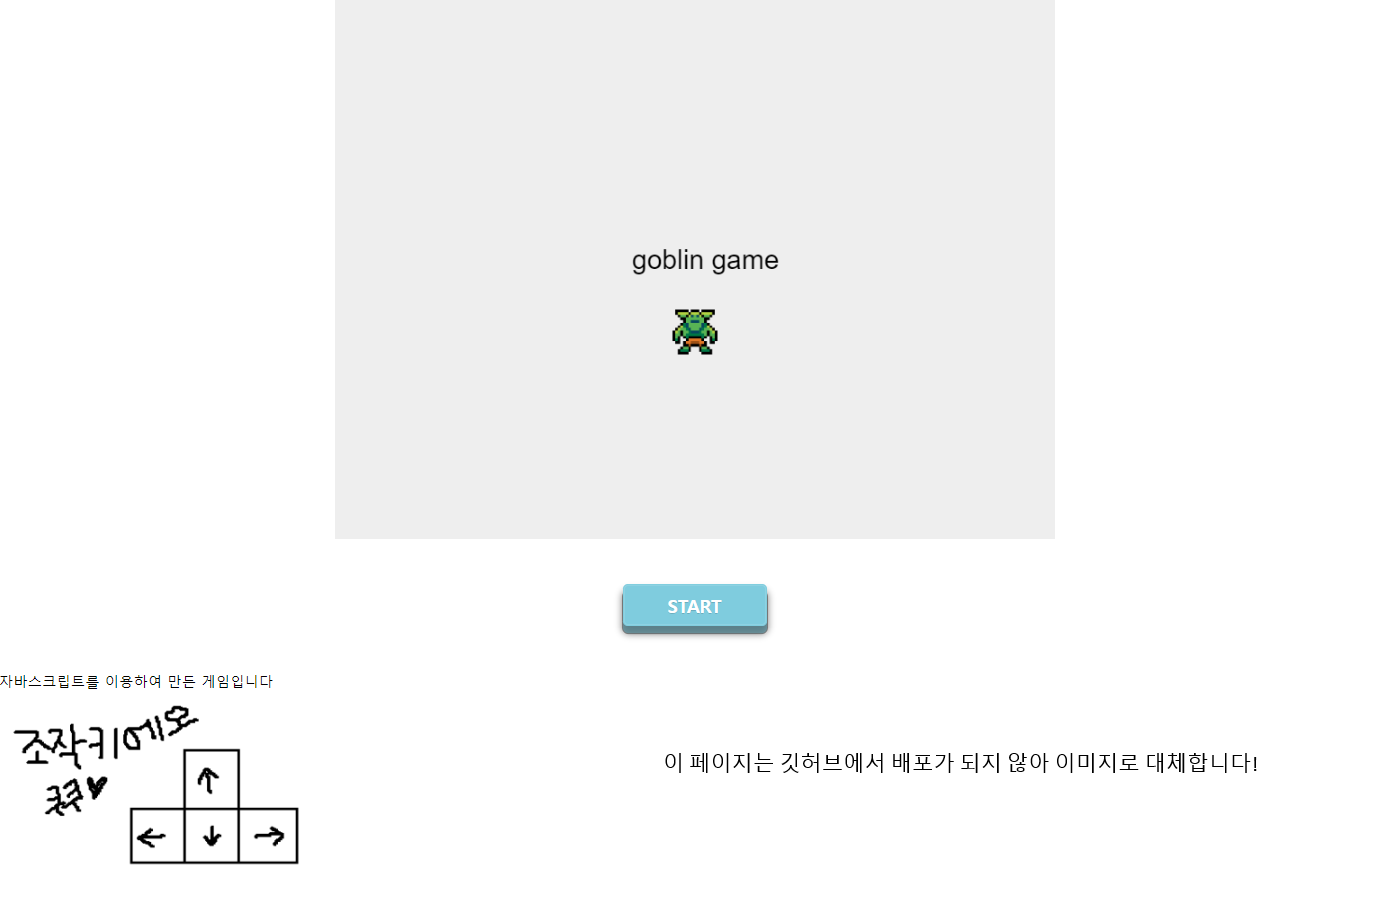 goblin game
START
자바스크립트를 이용하여 만든 게임입니다
조작키에오
쿄쿄♥
이 페이지는 깃허브에서 배포가 되지 않아 이미지로 대체합니다!
↑
← ↓ →